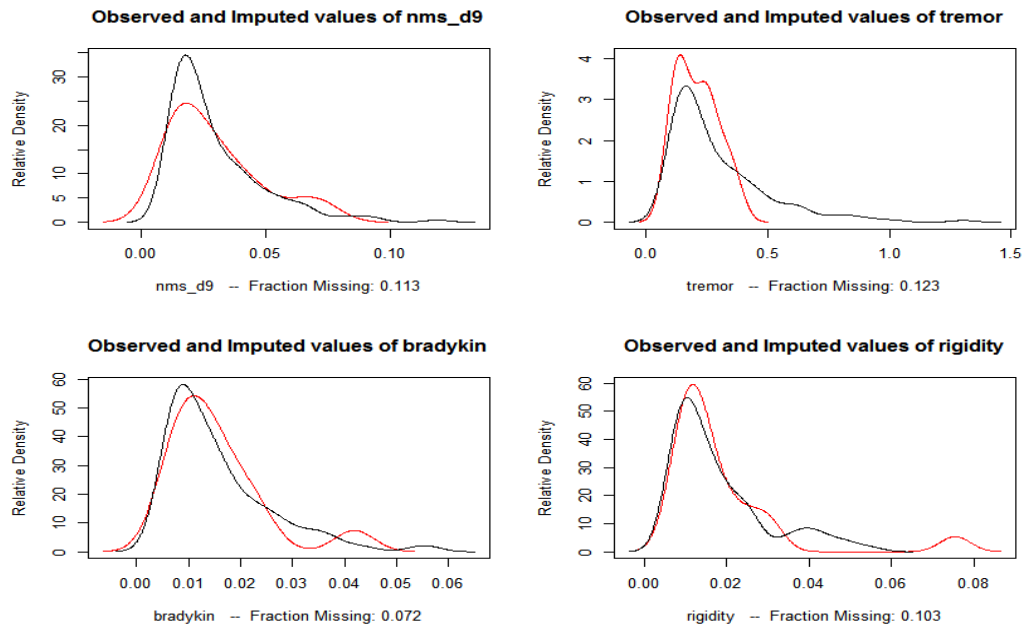 Observed and Imputed values of nms_d9
Relative Density
0 5 10 20 30
0.00 0.05 0.10
nms_d9 -- Fraction Missing: 0.113
Observed and Imputed values of tremor
Relative Density
0 1 2 3 4
0.0 0.5 1.0 1.5
tremor -- Fraction Missing: 0.123
Observed and Imputed values of bradykin
Relative Density
0 10 20 30 40 50 60
0.00 0.01 0.02 0.03 0.04 0.05 0.06
bradykin -- Fraction Missing: 0.072
Observed and Imputed values of rigidity
Relative Density
0 10 20 30 40 50 60
0.00 0.02 0.04 0.06 0.08
rigidity -- Fraction Missing: 0.103